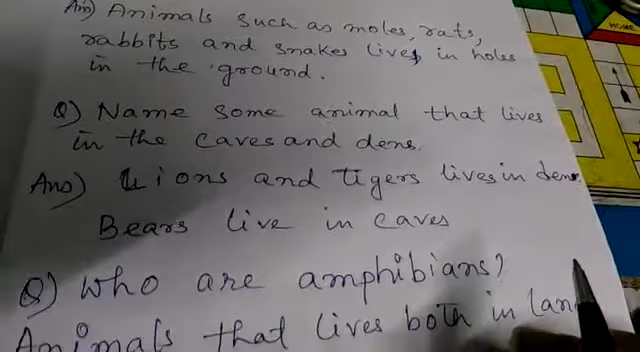 Ans) Animals such as moles, rats,
rabbits and snakes lives in holes
in the ground.
Q) Name some animal that lives
in the caves and dens.
Ans) Lions and tigers lives in dens.
Bears live in caves
Q) Who are amphibians?
Animals that lives both in lan
HOME